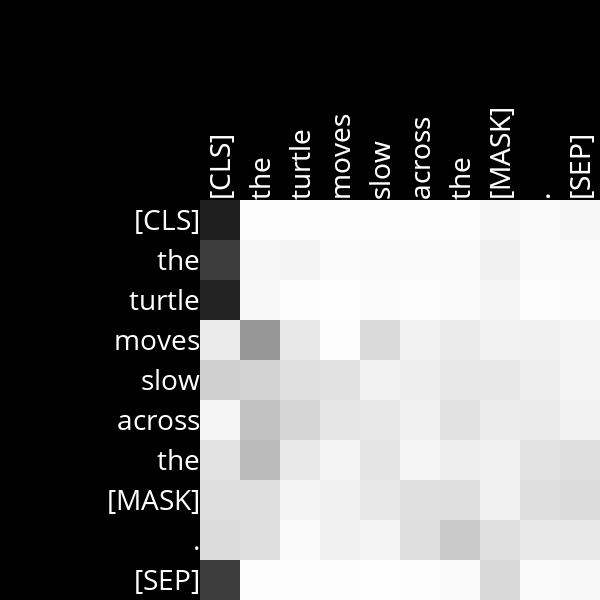 [CLS] the turtle moves slow across the [MASK] . [SEP]
[CLS]
the
turtle
moves
slow
across
the
[MASK]
.
[SEP]